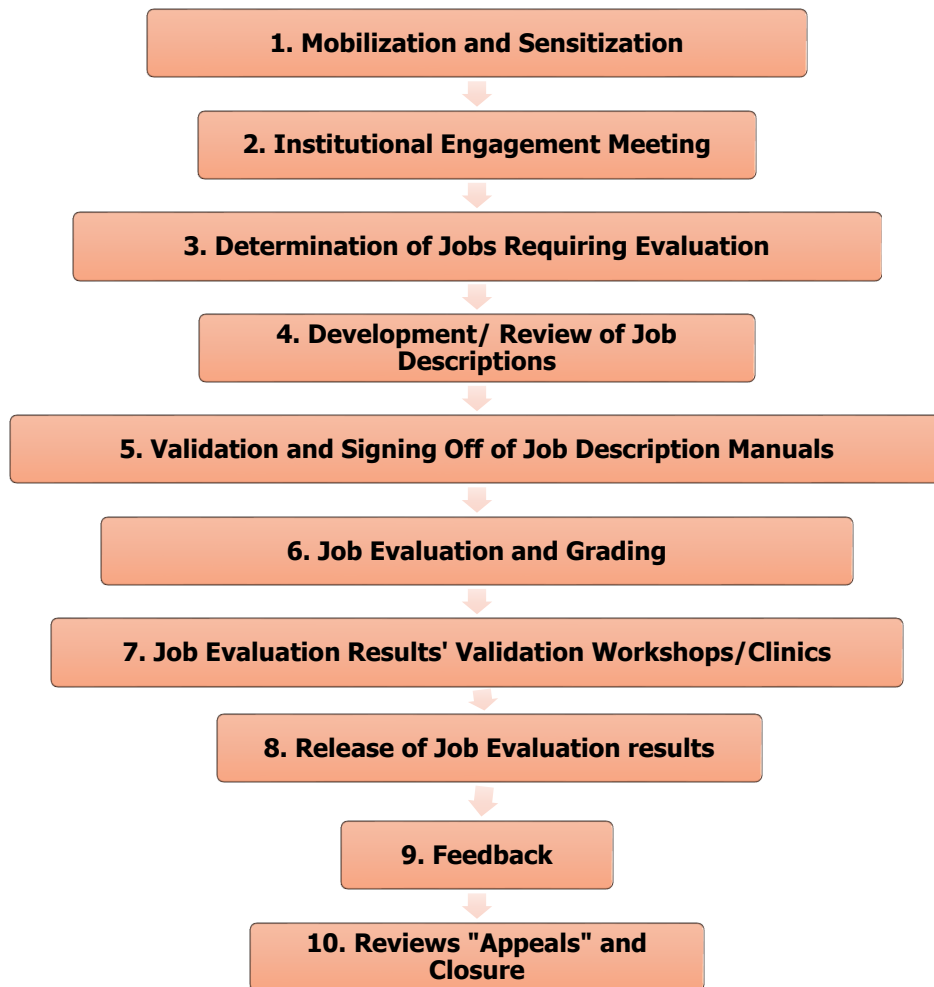 1. Mobilization and Sensitization
2. Institutional Engagement Meeting
3. Determination of Jobs Requiring Evaluation
4. Development/ Review of Job
Descriptions
5. Validation and Signing Off of Job Description Manuals
6. Job Evaluation and Grading
7. Job Evaluation Results' Validation Workshops/Clinics
8. Release of Job Evaluation results
9. Feedback
10. Reviews "Appeals" and
Closure